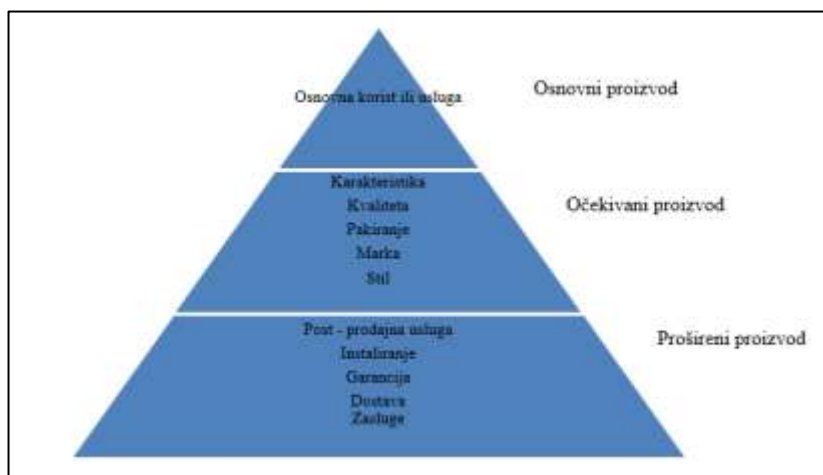 Osnovna korist ili usluga
Osnovni proizvod
Karakteristika
Kvaliteta
Pakiranje
Marka
Stil
Očekivani proizvod
Post - prodajna usluga
Instaliranje
Garancija
Dostava
Zasluge
Prošireni proizvod